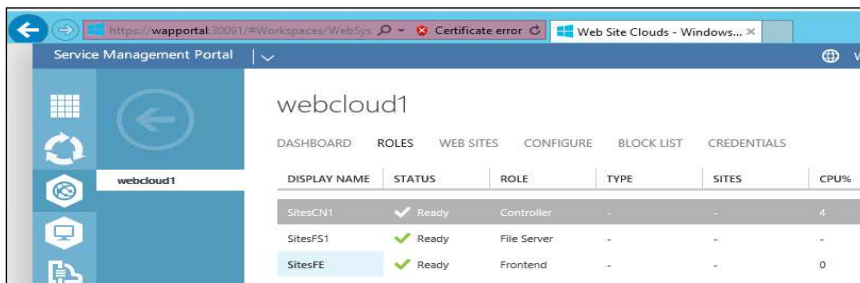 https://wapportal:30091/#Workspaces/WebSys Certificate error Web Site Clouds - Windows...
Service Management Portal
webcloud1
DASHBOARD ROLES WEB SITES CONFIGURE BLOCK LIST CREDENTIALS
webcloud1
DISPLAY NAME STATUS ROLE TYPE SITES CPU%
SitesCN1 Ready Controller - - 4
SitesFS1 Ready File Server - - -
SitesFE Ready Frontend - - 0